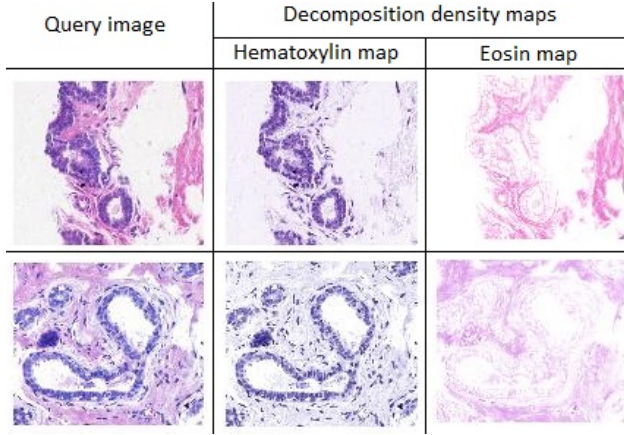 Query image
Decomposition density maps
Hematoxylin map
Eosin map